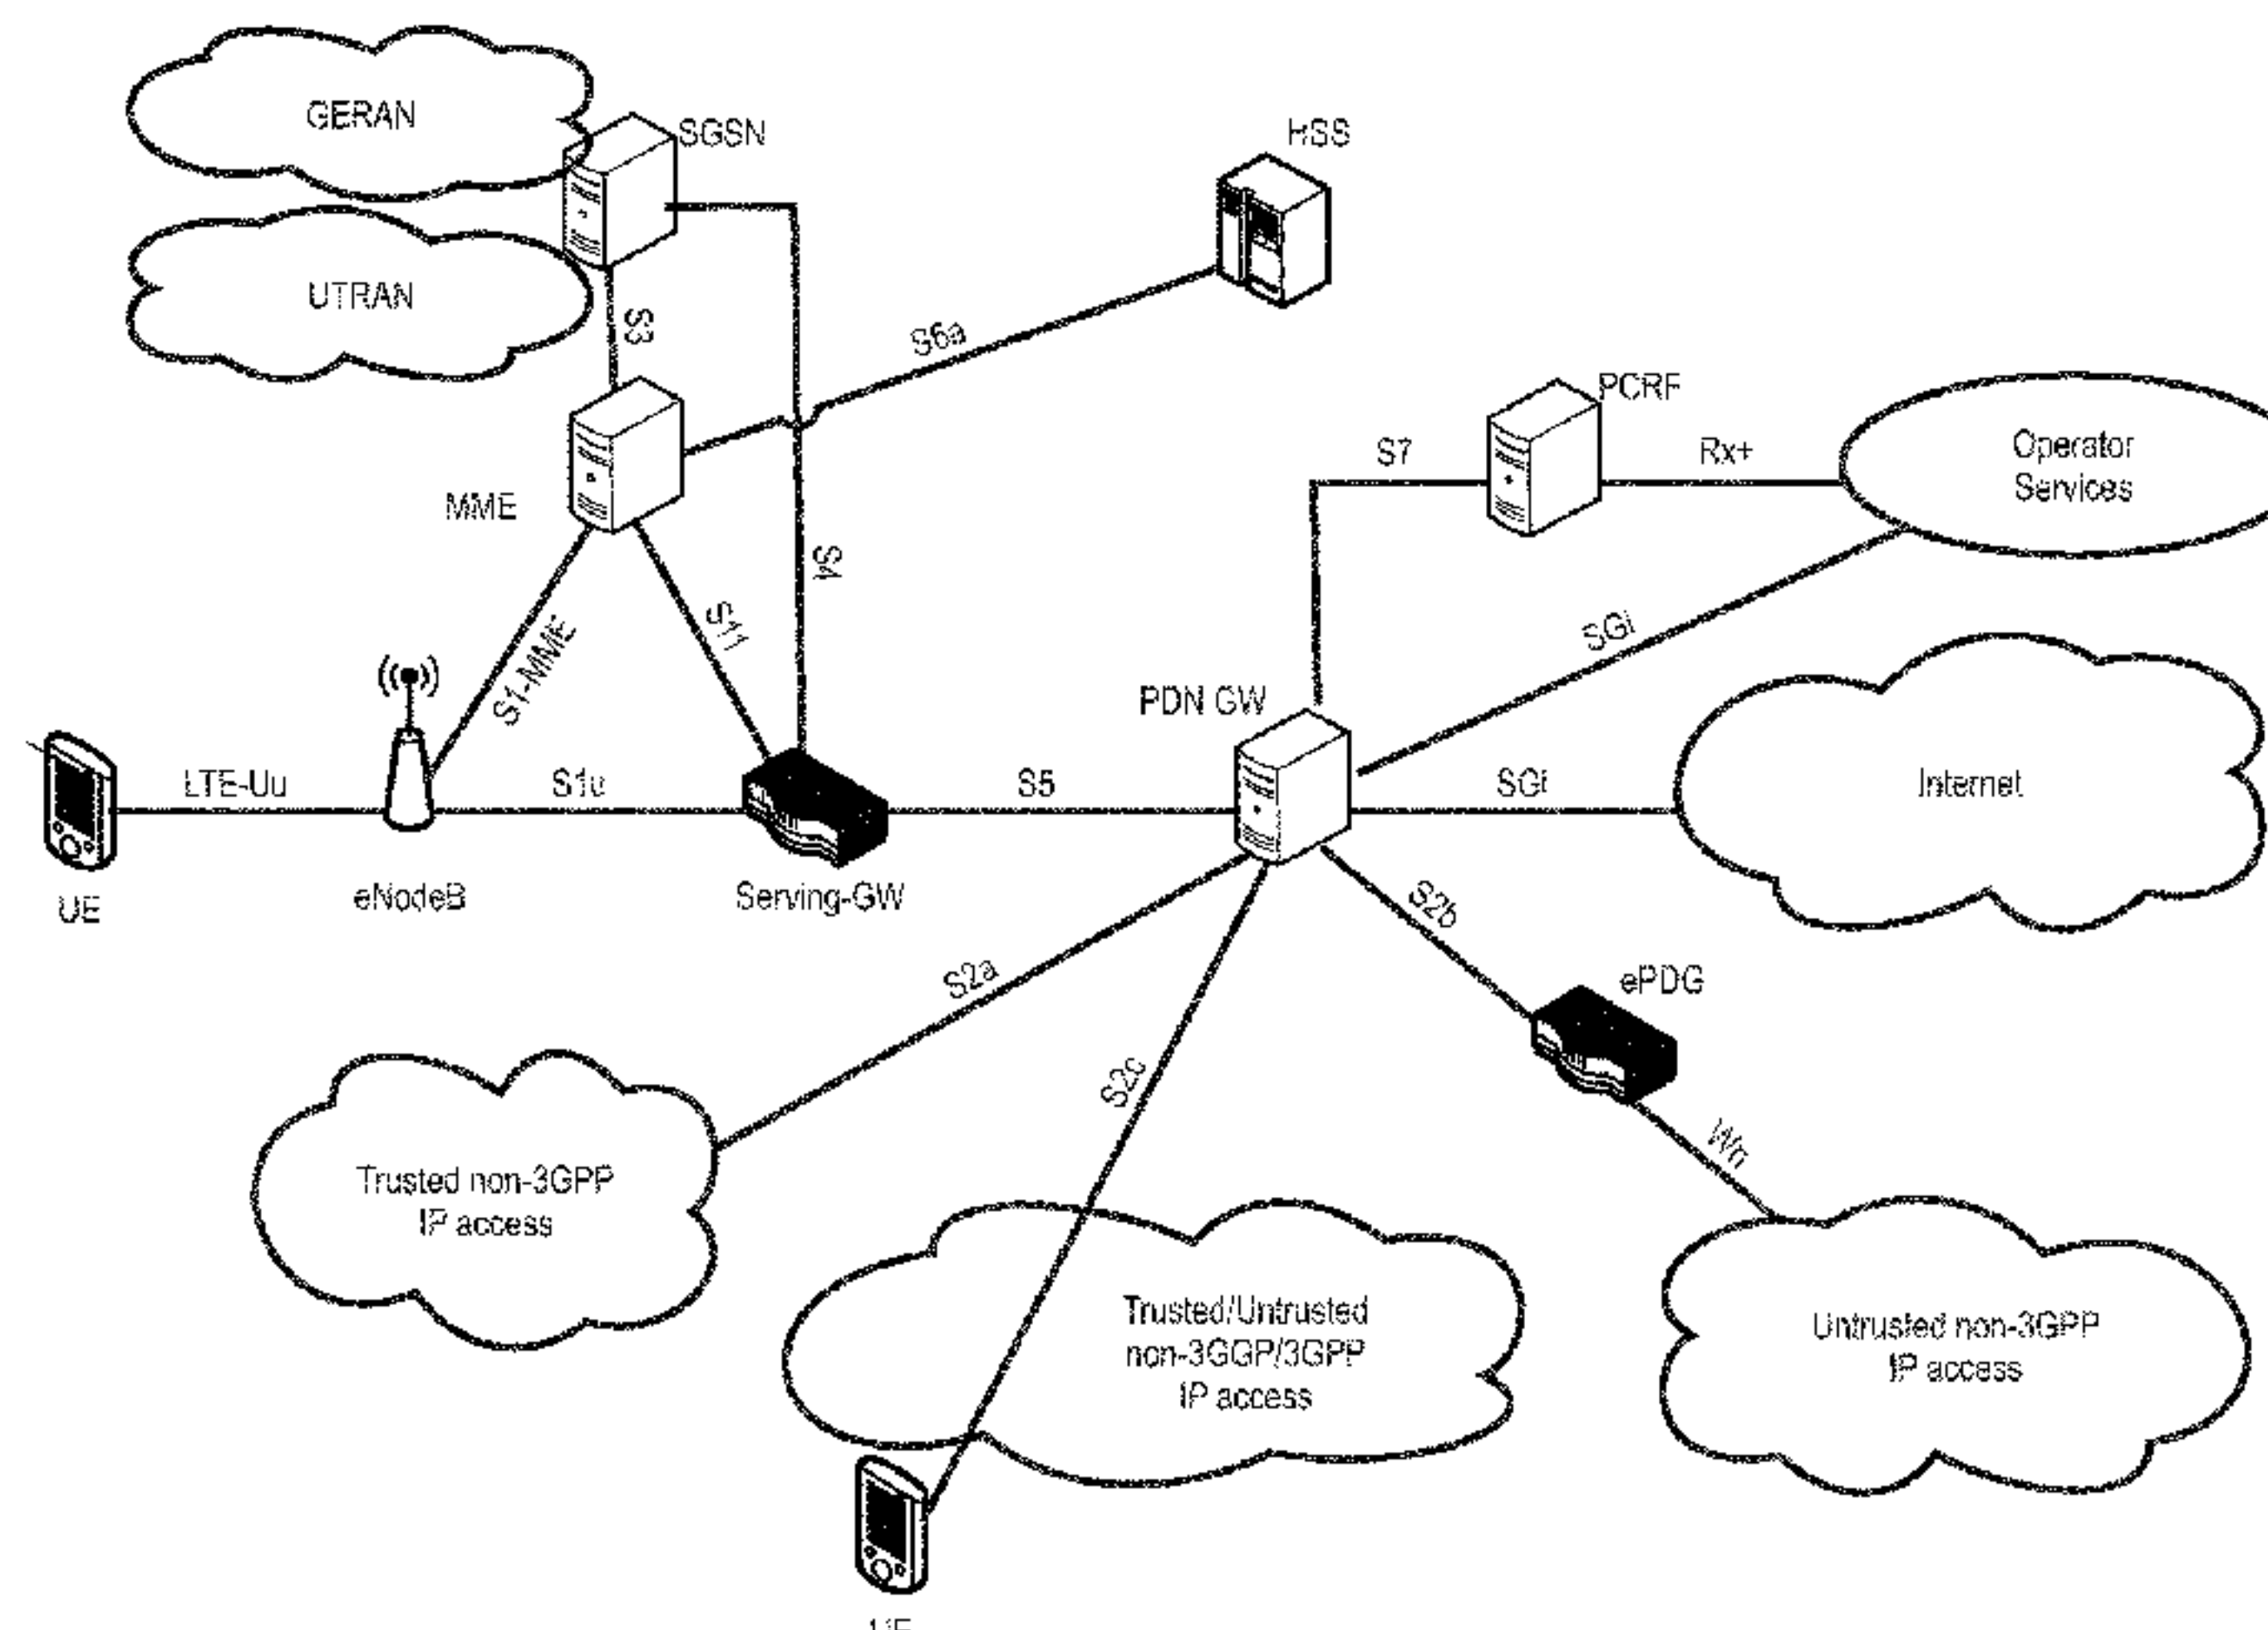 GERAN
SGSN
HSS
UTRAN
S3
S6a
PCRF
S7
Rx+
Operator
Services
MME
S4
S11
S1-MME
SGi
PDN GW
LTE-Uu
S1u
S5
SGi
Internet
UE
eNodeB
Serving-GW
S2b
S2a
ePDG
S2c
Wn
Trusted non-3GPP
IP access
Trusted/Untrusted
non-3GGP/3GPP
IP access
Untrusted non-3GPP
IP access
UE